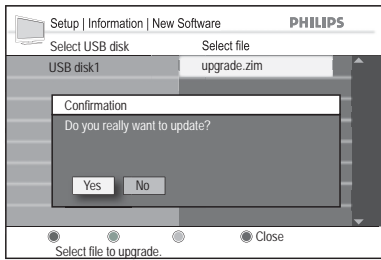 Setup | Information | New Software
PHILIPS
Select USB disk
Select file
USB disk1
upgrade.zim
Confirmation
Do you really want to update?
Yes
No
Close
Select file to upgrade.